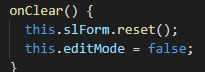 onClear() {
  this.slForm.reset();
  this.editMode = false;
}